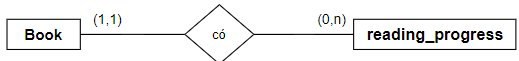 (1,1)
(0,n)
Book
có
reading_progress